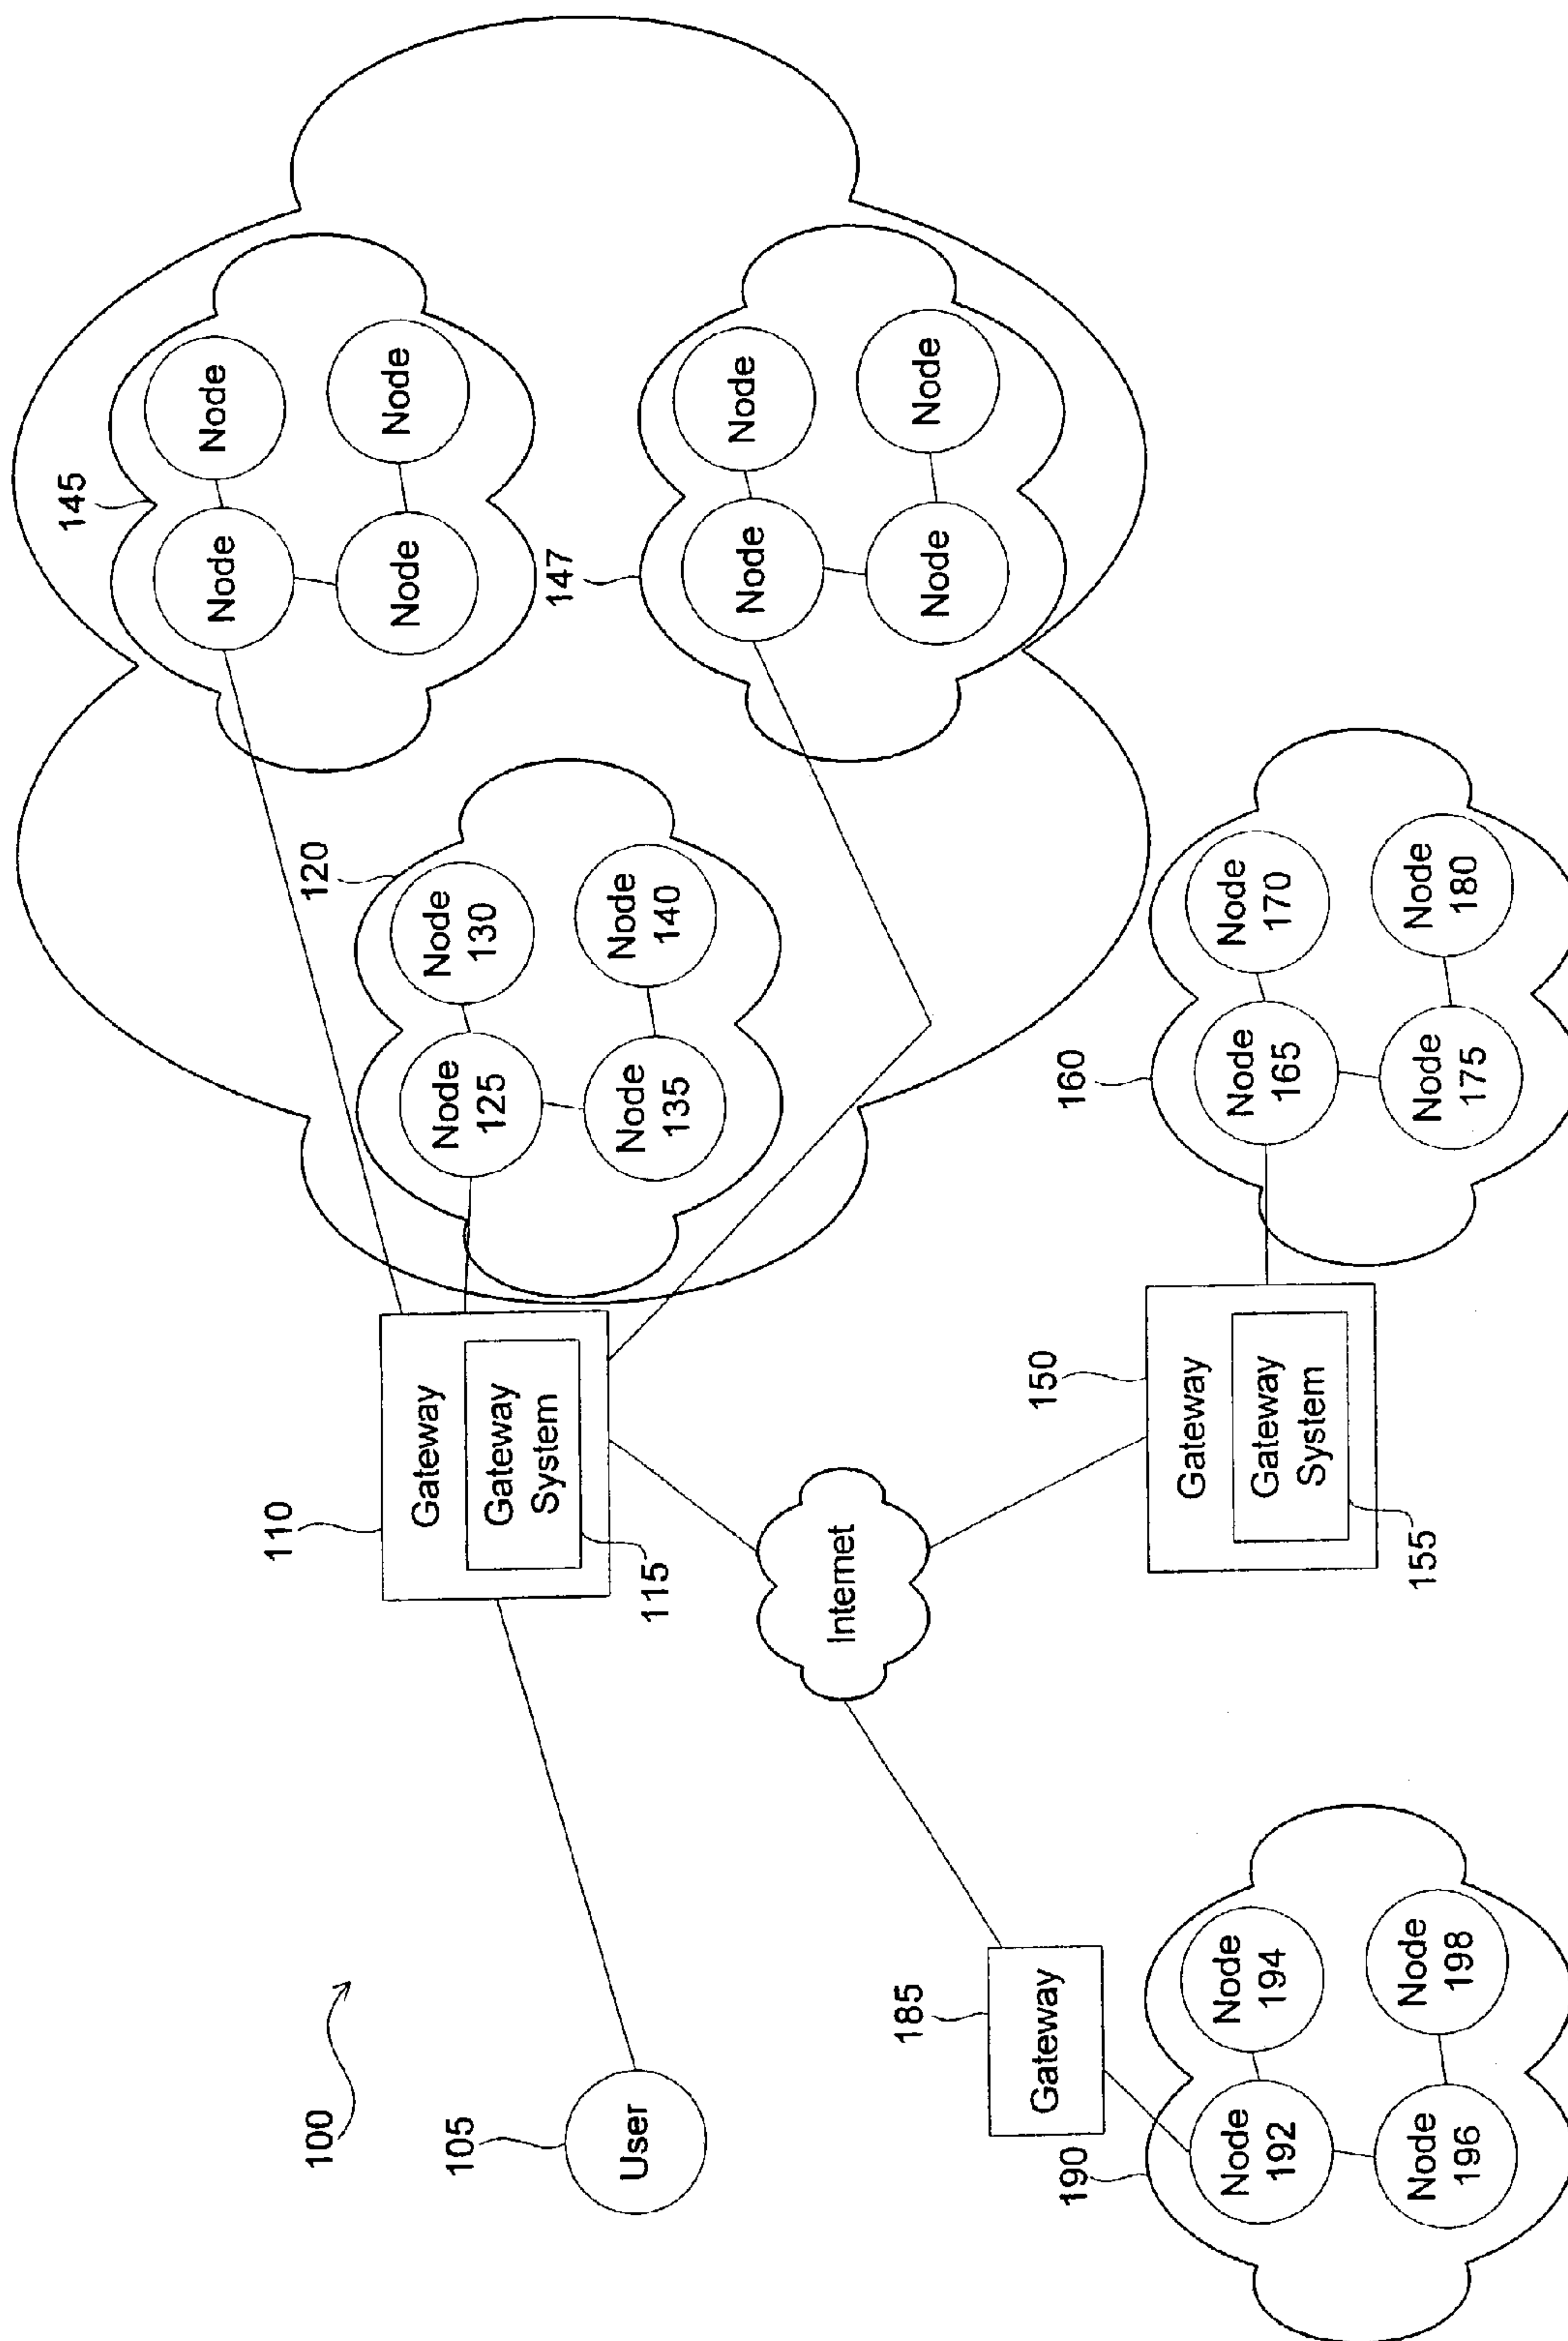 100
105
User
110
Gateway
Gateway
System
115
120
Node
125
Node
130
Node
135
Node
140
145
Node
Node
Node
Node
147
Node
Node
Node
Node
Internet
185
Gateway
190
Node
192
Node
194
Node
196
Node
198
150
Gateway
Gateway
System
155
160
Node
165
Node
170
Node
175
Node
180